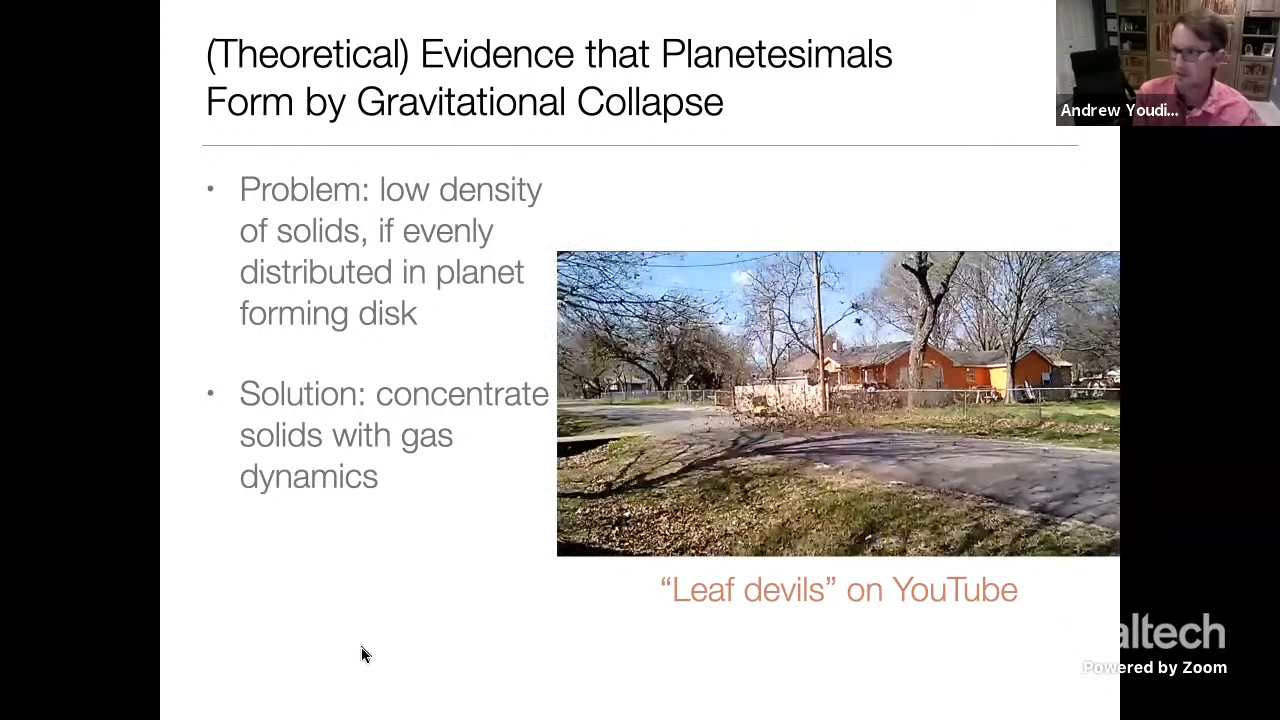 (Theoretical) Evidence that Planetesimals
Form by Gravitational Collapse
Andrew Youdi...
• Problem: low density
of solids, if evenly
distributed in planet
forming disk
• Solution: concentrate
solids with gas
dynamics
“Leaf devils” on YouTube
altech
Powered by Zoom